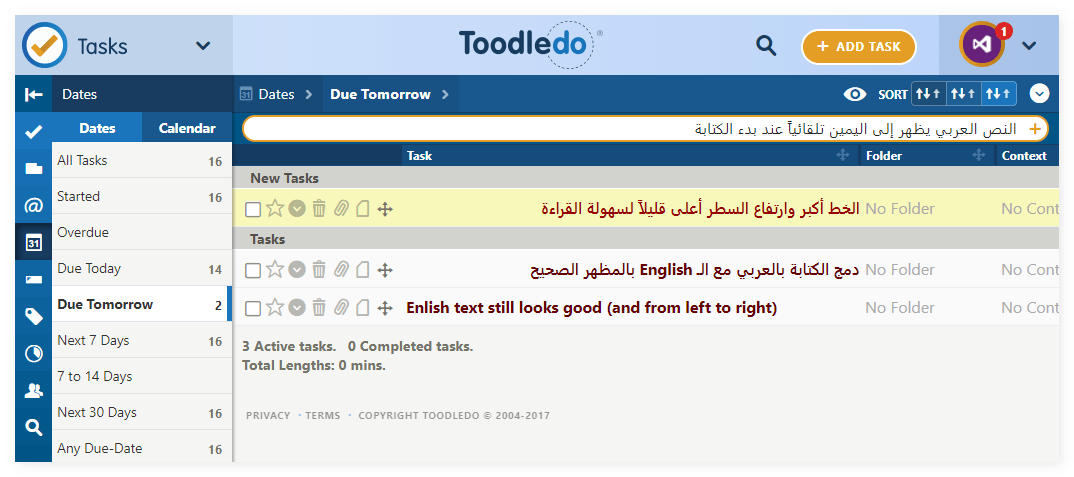 Tasks
Toodledo®
+ ADD TASK
1
Dates
31 Dates > Due Tomorrow >
SORT
Dates Calendar
النص العربي يظهر إلى اليمين تلقائياً عند بدء الكتابة
Task Folder Context
All Tasks 16
Started 16
Overdue
Due Today 14
Due Tomorrow 2
Next 7 Days 16
7 to 14 Days
Next 30 Days 16
Any Due-Date 16
@
31
New Tasks
الخط أكبر وارتفاع السطر أعلى قليلاً لسهولة القراءة
No Folder No Cont
Tasks
دمج الكتابة بالعربي مع الـ English بالمظهر الصحيح
No Folder No Cont
Enlish text still looks good (and from left to right) No Folder No Cont
3 Active tasks. 0 Completed tasks.
Total Lengths: 0 mins.
PRIVACY · TERMS · COPYRIGHT TOODLEDO © 2004-2017